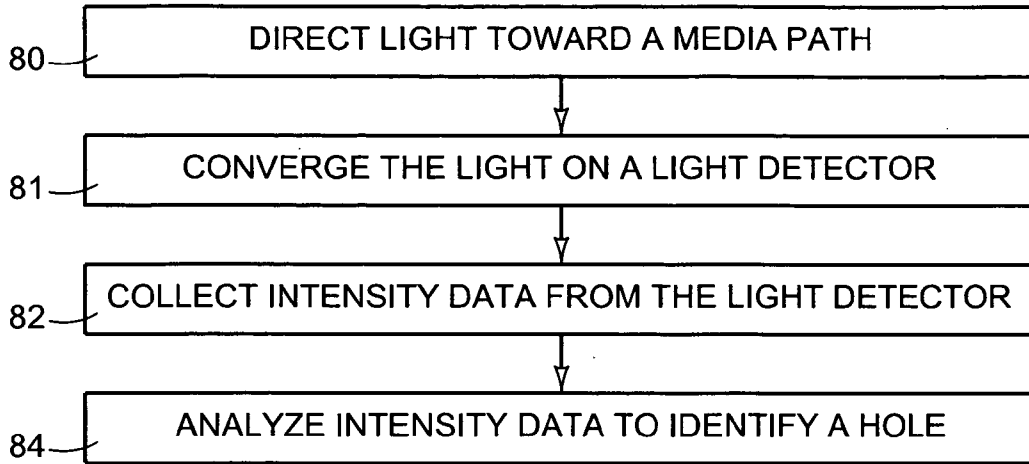 80 DIRECT LIGHT TOWARD A MEDIA PATH
81 CONVERGE THE LIGHT ON A LIGHT DETECTOR
82 COLLECT INTENSITY DATA FROM THE LIGHT DETECTOR
84 ANALYZE INTENSITY DATA TO IDENTIFY A HOLE